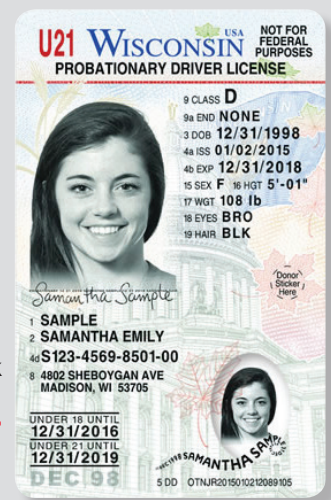 U21 WISCONSIN USA NOT FOR FEDERAL PURPOSES
PROBATIONARY DRIVER LICENSE
9 CLASS D
9a END NONE
3 DOB 12/31/1998
4a ISS 01/02/2015
4b EXP 12/31/2018
15 SEX F 16 HGT 5'-01"
17 WGT 108 lb
18 EYES BRO
19 HAIR BLK
Donor
Sticker
Here
Samantha Sample
1 SAMPLE
2 SAMANTHA EMILY
4d S123-4569-8501-00
8 4802 SHEBOYGAN AVE
MADISON, WI 53705
UNDER 18 UNTIL
12/31/2016
UNDER 21 UNTIL
12/31/2019
DEC 98
SAMANTHA SAMPLE
5 DD OTNJR2015010212089105